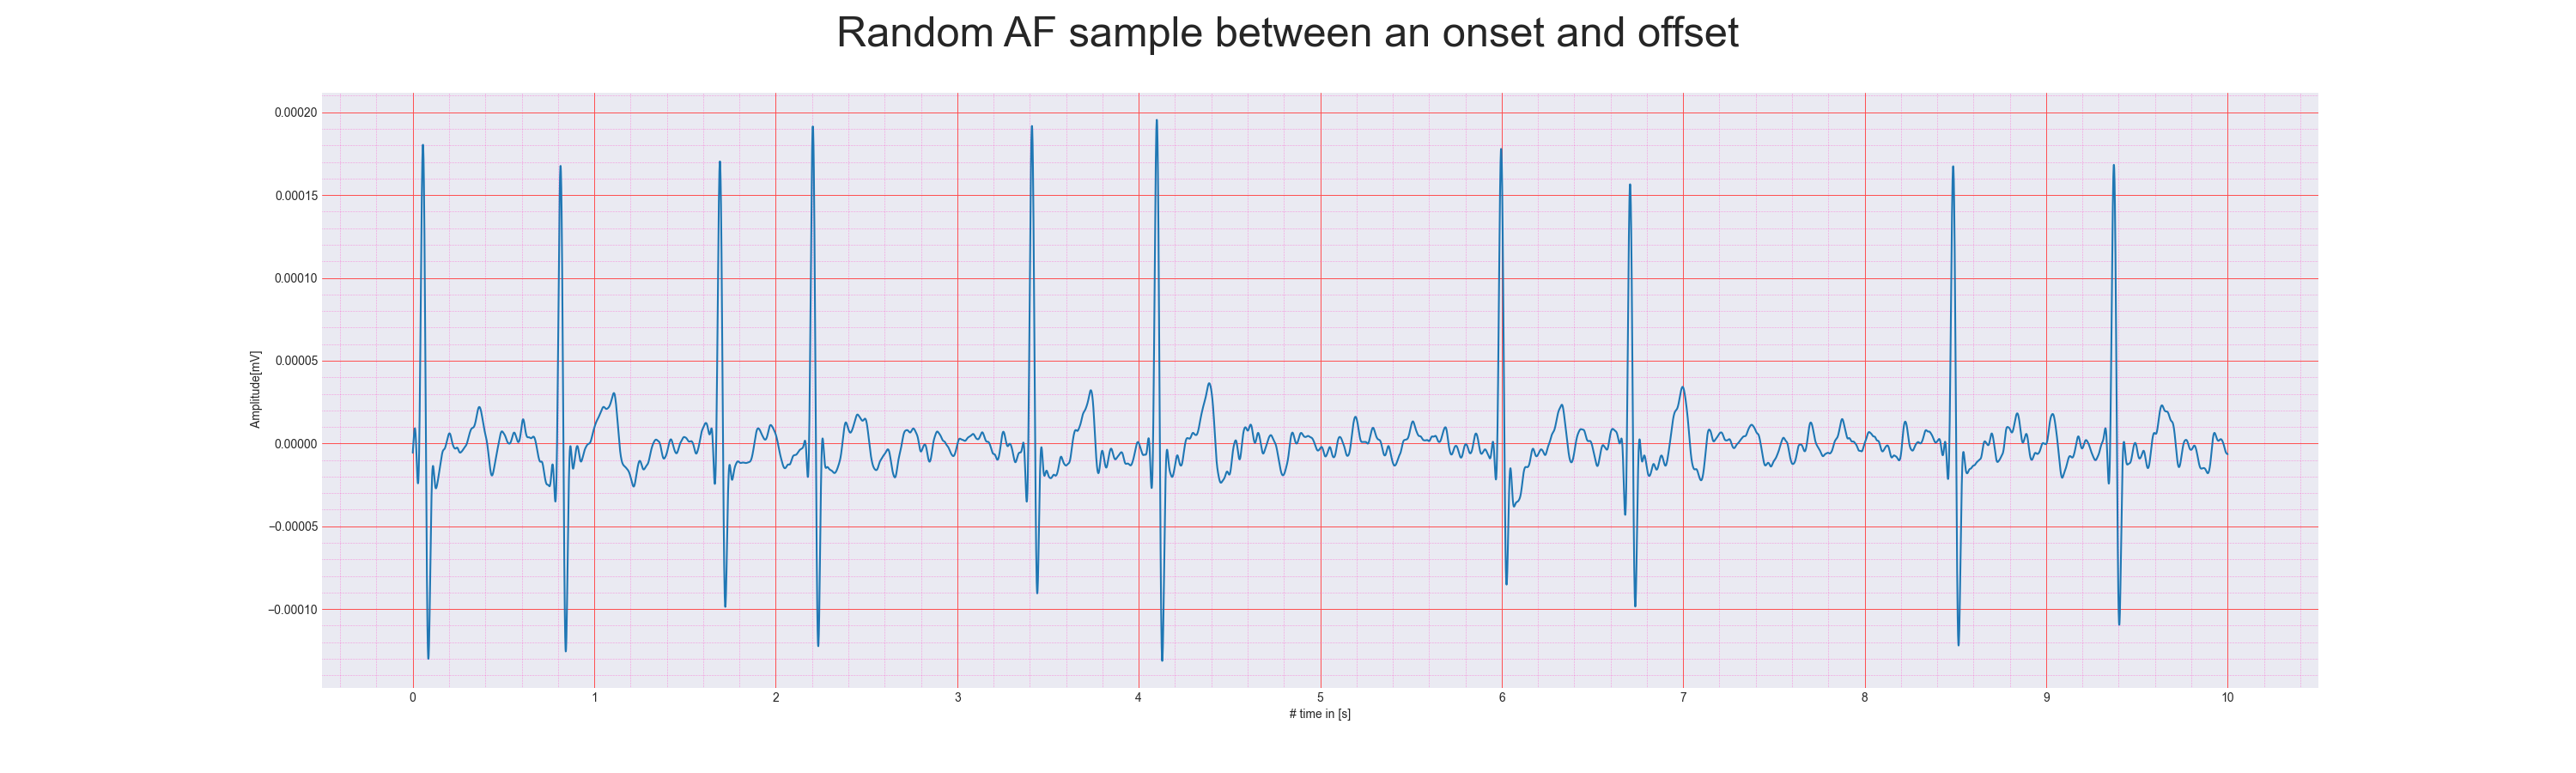 Random AF sample between an onset and offset
0.00020
0.00015
0.00010
0.00005
0.00000
−0.00005
−0.00010
Amplitude[mV]
0 1 2 3 4 5 6 7 8 9 10
# time in [s]